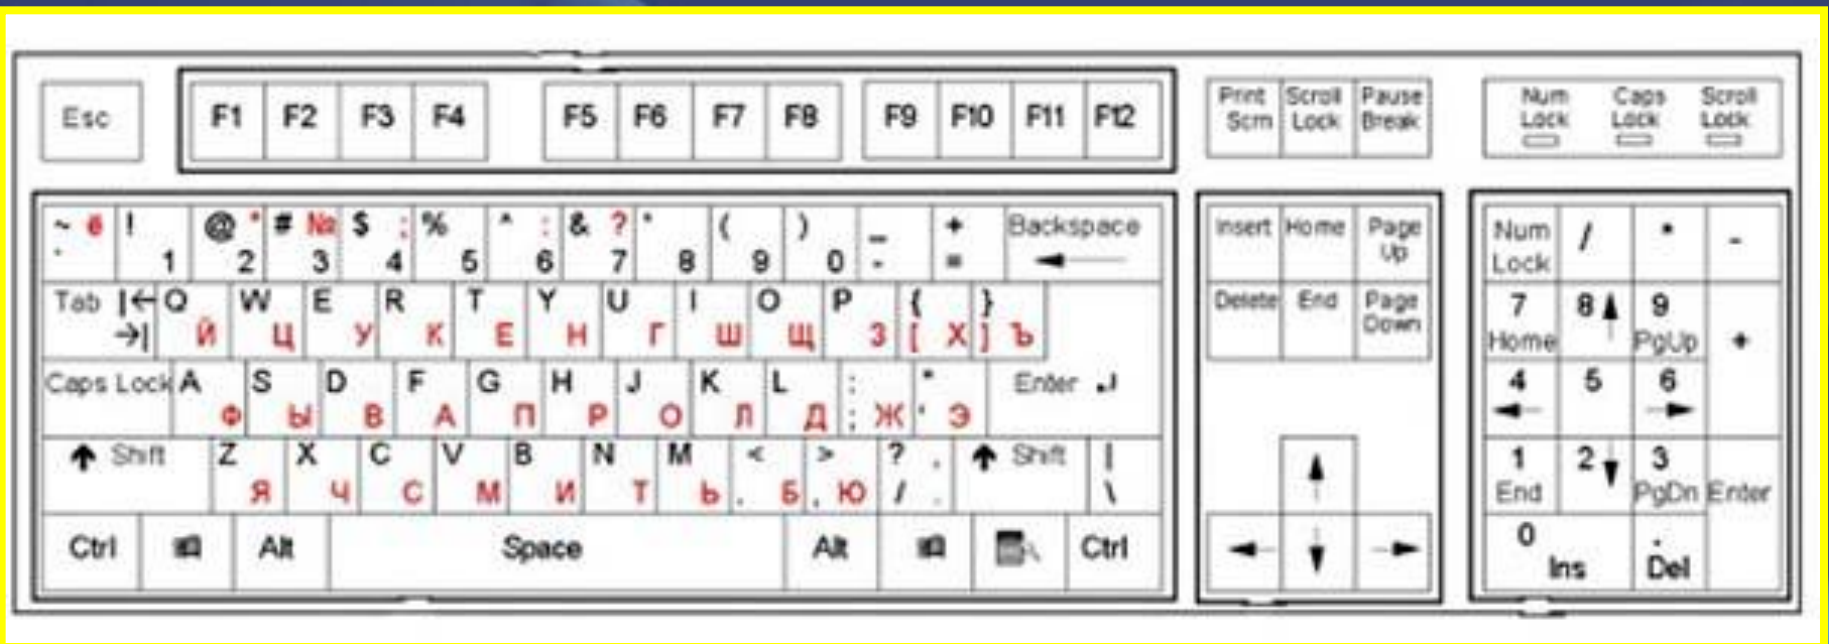 Esc F1 F2 F3 F4 F5 F6 F7 F8 F9 F10 F11 F12 Print Scrn Scroll Lock Pause Break Num Lock Caps Lock Scroll Lock
~ ё ` ! 1 @ " 2 # № 3 $ ; 4 % 5 ^ : 6 & ? 7 * 8 ( 9 ) 0 _ - + = Backspace Insert Home Page Up Num Lock / * -
Tab Q Й W Ц E У R К T Е Y Н U Г I Ш O Щ P З { [ Х } ] Ъ Delete End Page Down 7 Home 8 9 PgUp +
Caps Lock A Ф S Ы D В F А G П H Р J О K Л L Д : ; Ж " ' Э Enter 4 5 6
Shift Z Я X Ч C С V М B И N Т M Ь < , Б > . Ю ? / , . Shift | \ 1 End 2 3 PgDn Enter
Ctrl Alt Space Alt Ctrl 0 Ins . Del